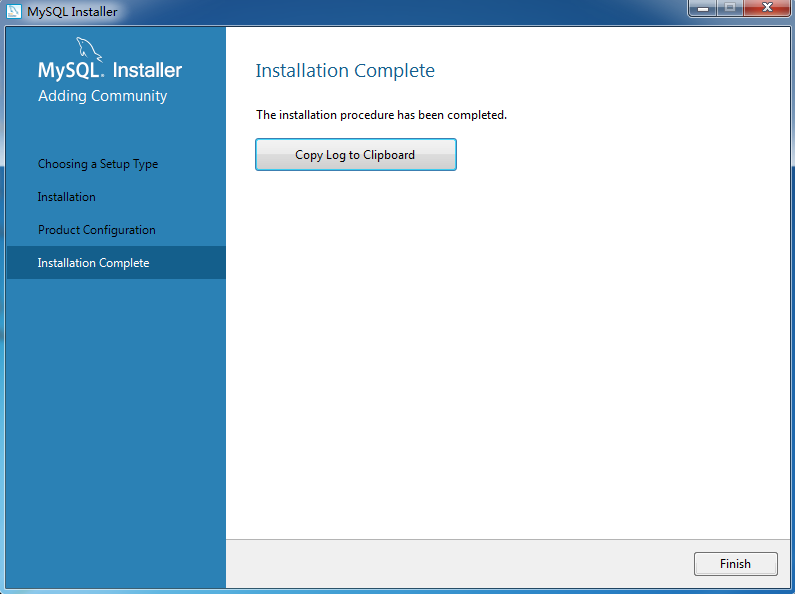 MySQL Installer
MySQL. Installer
Adding Community
Choosing a Setup Type
Installation
Product Configuration
Installation Complete
Installation Complete
The installation procedure has been completed.
Copy Log to Clipboard
Finish